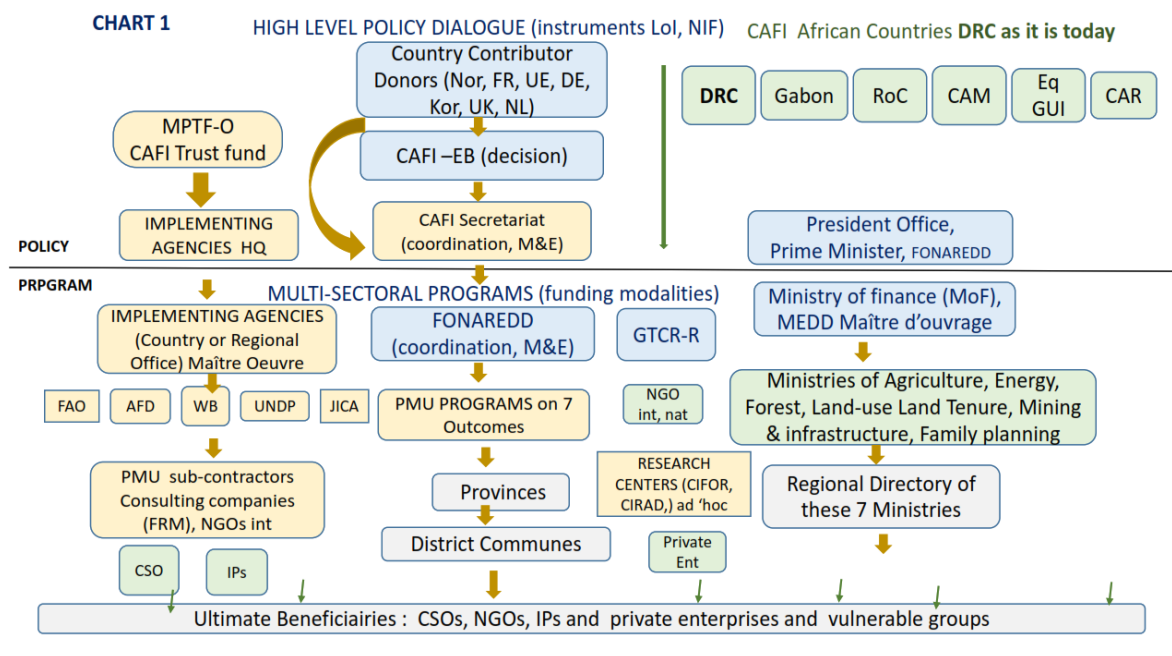 CHART 1
HIGH LEVEL POLICY DIALOGUE (instruments LoI, NIF)
CAFI African Countries DRC as it is today
Country Contributor
Donors (Nor, FR, UE, DE,
Kor, UK, NL)
DRC
Gabon
RoC
CAM
Eq
GUI
CAR
MPTF-O
CAFI Trust fund
CAFI –EB (decision)
IMPLEMENTING
AGENCIES HQ
CAFI Secretariat
(coordination, M&E)
President Office,
Prime Minister, FONAREDD
POLICY
PRPGRAM
MULTI-SECTORAL PROGRAMS (funding modalities)
IMPLEMENTING AGENCIES
(Country or Regional
Office) Maître Oeuvre
FONAREDD
(coordination, M&E)
GTCR-R
Ministry of finance (MoF),
MEDD Maître d’ouvrage
FAO
AFD
WB
UNDP
JICA
PMU PROGRAMS on 7
Outcomes
NGO
int, nat
Ministries of Agriculture, Energy,
Forest, Land-use Land Tenure, Mining
& infrastructure, Family planning
PMU sub-contractors
Consulting companies
(FRM), NGOs int
Provinces
RESEARCH
CENTERS (CIFOR,
CIRAD,) ad ‘hoc
Regional Directory of
these 7 Ministries
CSO
IPs
District Communes
Private
Ent
Ultimate Beneficiairies : CSOs, NGOs, IPs and private enterprises and vulnerable groups